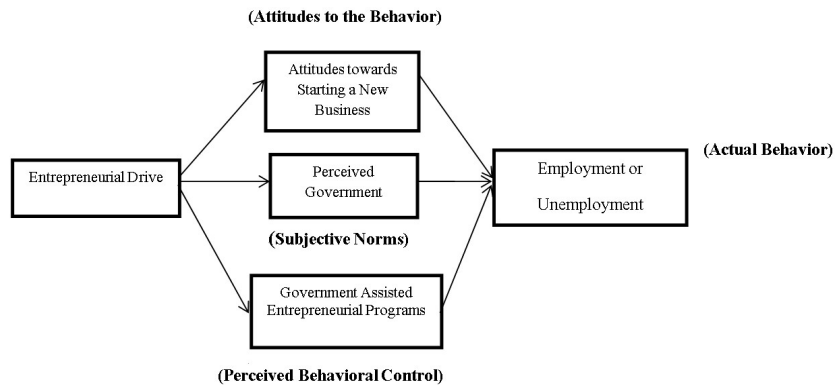 (Attitudes to the Behavior)
Attitudes towards
Starting a New
Business
(Actual Behavior)
Employment or
Unemployment
Entrepreneurial Drive
Perceived
Government
(Subjective Norms)
Government Assisted
Entrepreneurial Programs
(Perceived Behavioral Control)